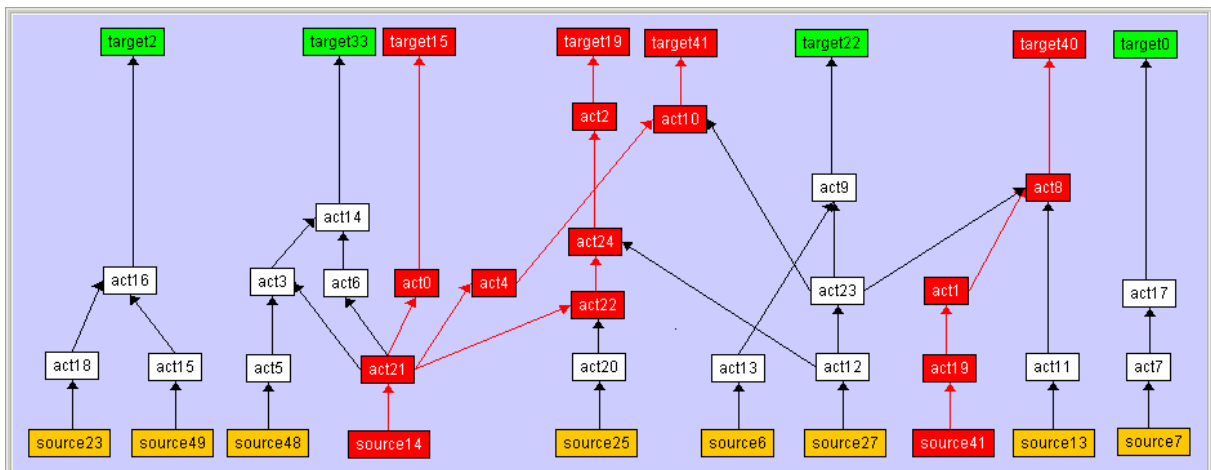 target2 target33 target15 target19 target41 target22 target40 target0
act2 act10
act9 act8
act14
act24
act16 act3 act6 act0 act4 act23 act1 act17
act22
act18 act15 act5 act21 act20 act13 act12 act19 act11 act7
source23 source49 source48 source14 source25 source6 source27 source41 source13 source7